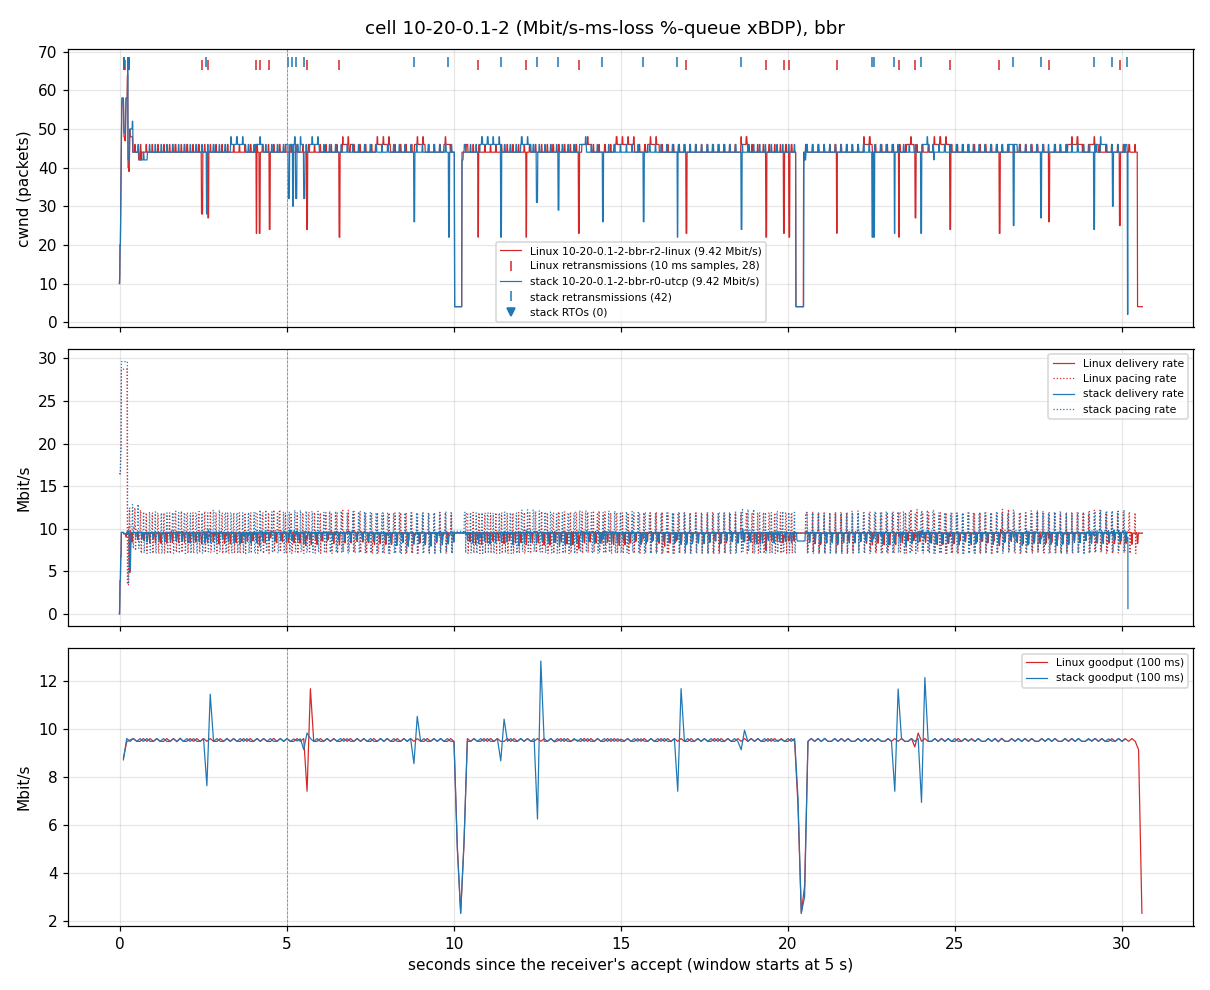 cell 10-20-0.1-2 (Mbit/s-ms-loss %-queue xBDP), bbr
70
60
50
40
30
20
10
0
cwnd (packets)
Linux 10-20-0.1-2-bbr-r2-linux (9.42 Mbit/s)
Linux retransmissions (10 ms samples, 28)
stack 10-20-0.1-2-bbr-r0-utcp (9.42 Mbit/s)
stack retransmissions (42)
stack RTOs (0)
30
25
20
15
10
5
0
Mbit/s
Linux delivery rate
Linux pacing rate
stack delivery rate
stack pacing rate
12
10
8
6
4
2
Mbit/s
Linux goodput (100 ms)
stack goodput (100 ms)
0 5 10 15 20 25 30
seconds since the receiver's accept (window starts at 5 s)